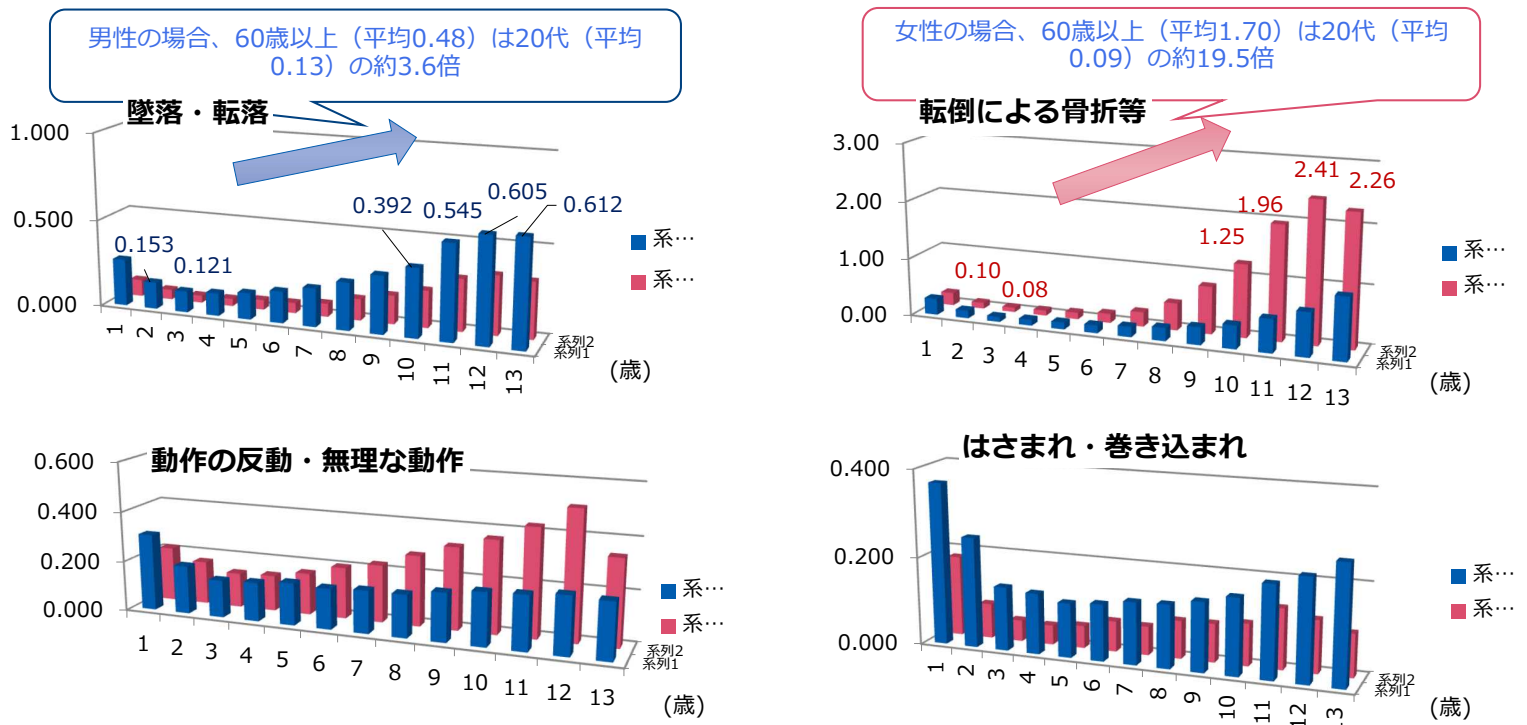 男性の場合、60歳以上（平均0.48）は20代（平均
0.13）の約3.6倍
墜落・転落
1.000
0.500
0.000
0.153
0.121
0.392
0.545
0.605
0.612
1
2
3
4
5
6
7
8
9
10
11
12
13
系列2
系列1
(歳)
系…
系…
女性の場合、60歳以上（平均1.70）は20代（平均
0.09）の約19.5倍
転倒による骨折等
3.00
2.00
1.00
0.00
0.10
0.08
1.25
1.96
2.41
2.26
1
2
3
4
5
6
7
8
9
10
11
12
13
系列2
系列1
(歳)
系…
系…
動作の反動・無理な動作
0.600
0.400
0.200
0.000
1
2
3
4
5
6
7
8
9
10
11
12
13
系列2
系列1
(歳)
系…
系…
はさまれ・巻き込まれ
0.400
0.200
0.000
1
2
3
4
5
6
7
8
9
10
11
12
13
系列2
系列1
(歳)
系…
系…